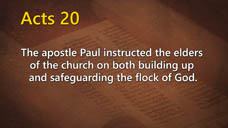 Acts 20
The apostle Paul instructed the elders
of the church on both building up
and safeguarding the flock of God.